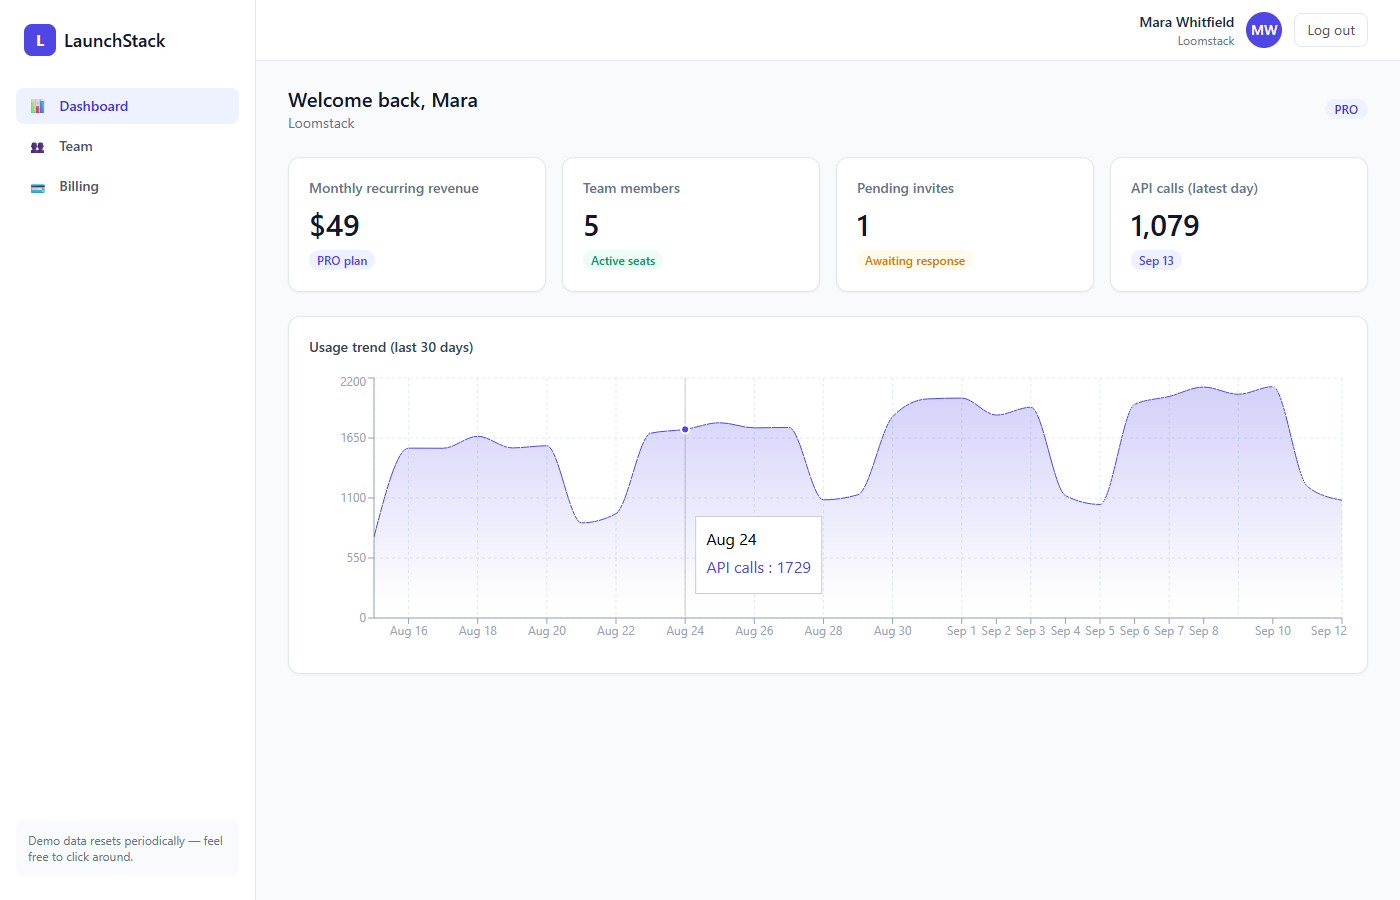 L LaunchStack
Dashboard
Team
Billing
Demo data resets periodically — feel
free to click around.
Mara Whitfield
Loomstack
MW
Log out
Welcome back, Mara
Loomstack
PRO
Monthly recurring revenue
$49
PRO plan
Team members
5
Active seats
Pending invites
1
Awaiting response
API calls (latest day)
1,079
Sep 13
Usage trend (last 30 days)
2200
1650
1100
550
0
Aug 24
API calls : 1729
Aug 16 Aug 18 Aug 20 Aug 22 Aug 24 Aug 26 Aug 28 Aug 30 Sep 1 Sep 2 Sep 3 Sep 4 Sep 5 Sep 6 Sep 7 Sep 8 Sep 10 Sep 12